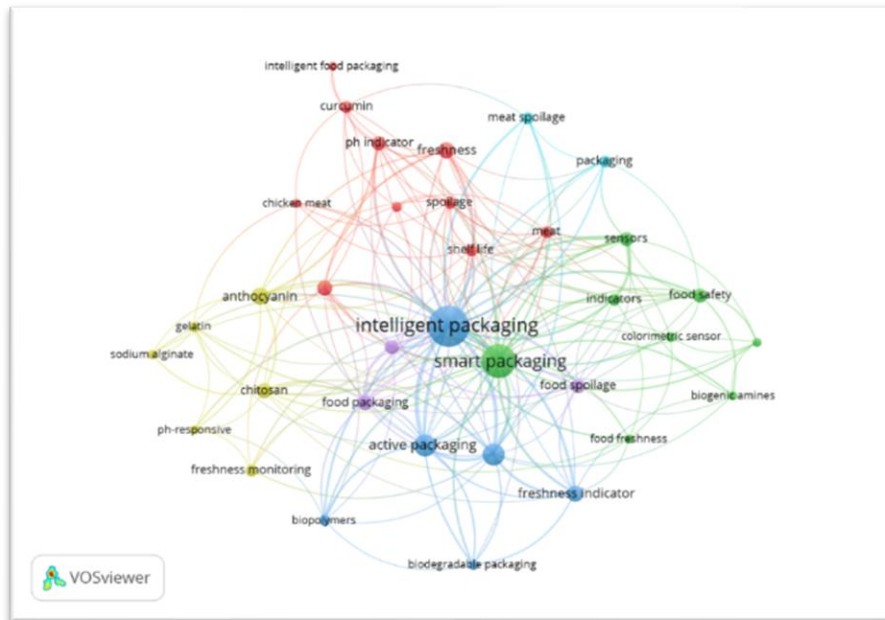 intelligent food packaging
curcumin
meat spoilage
ph indicator
freshness
packaging
chicken meat
spoilage
meat
sensors
shelf life
anthocyanin
indicators
food safety
gelatin
intelligent packaging
colorimetric sensor
sodium alginate
smart packaging
food spoilage
chitosan
food packaging
biogenic amines
ph-responsive
food freshness
active packaging
freshness monitoring
freshness indicator
biopolymers
biodegradable packaging
VOSviewer